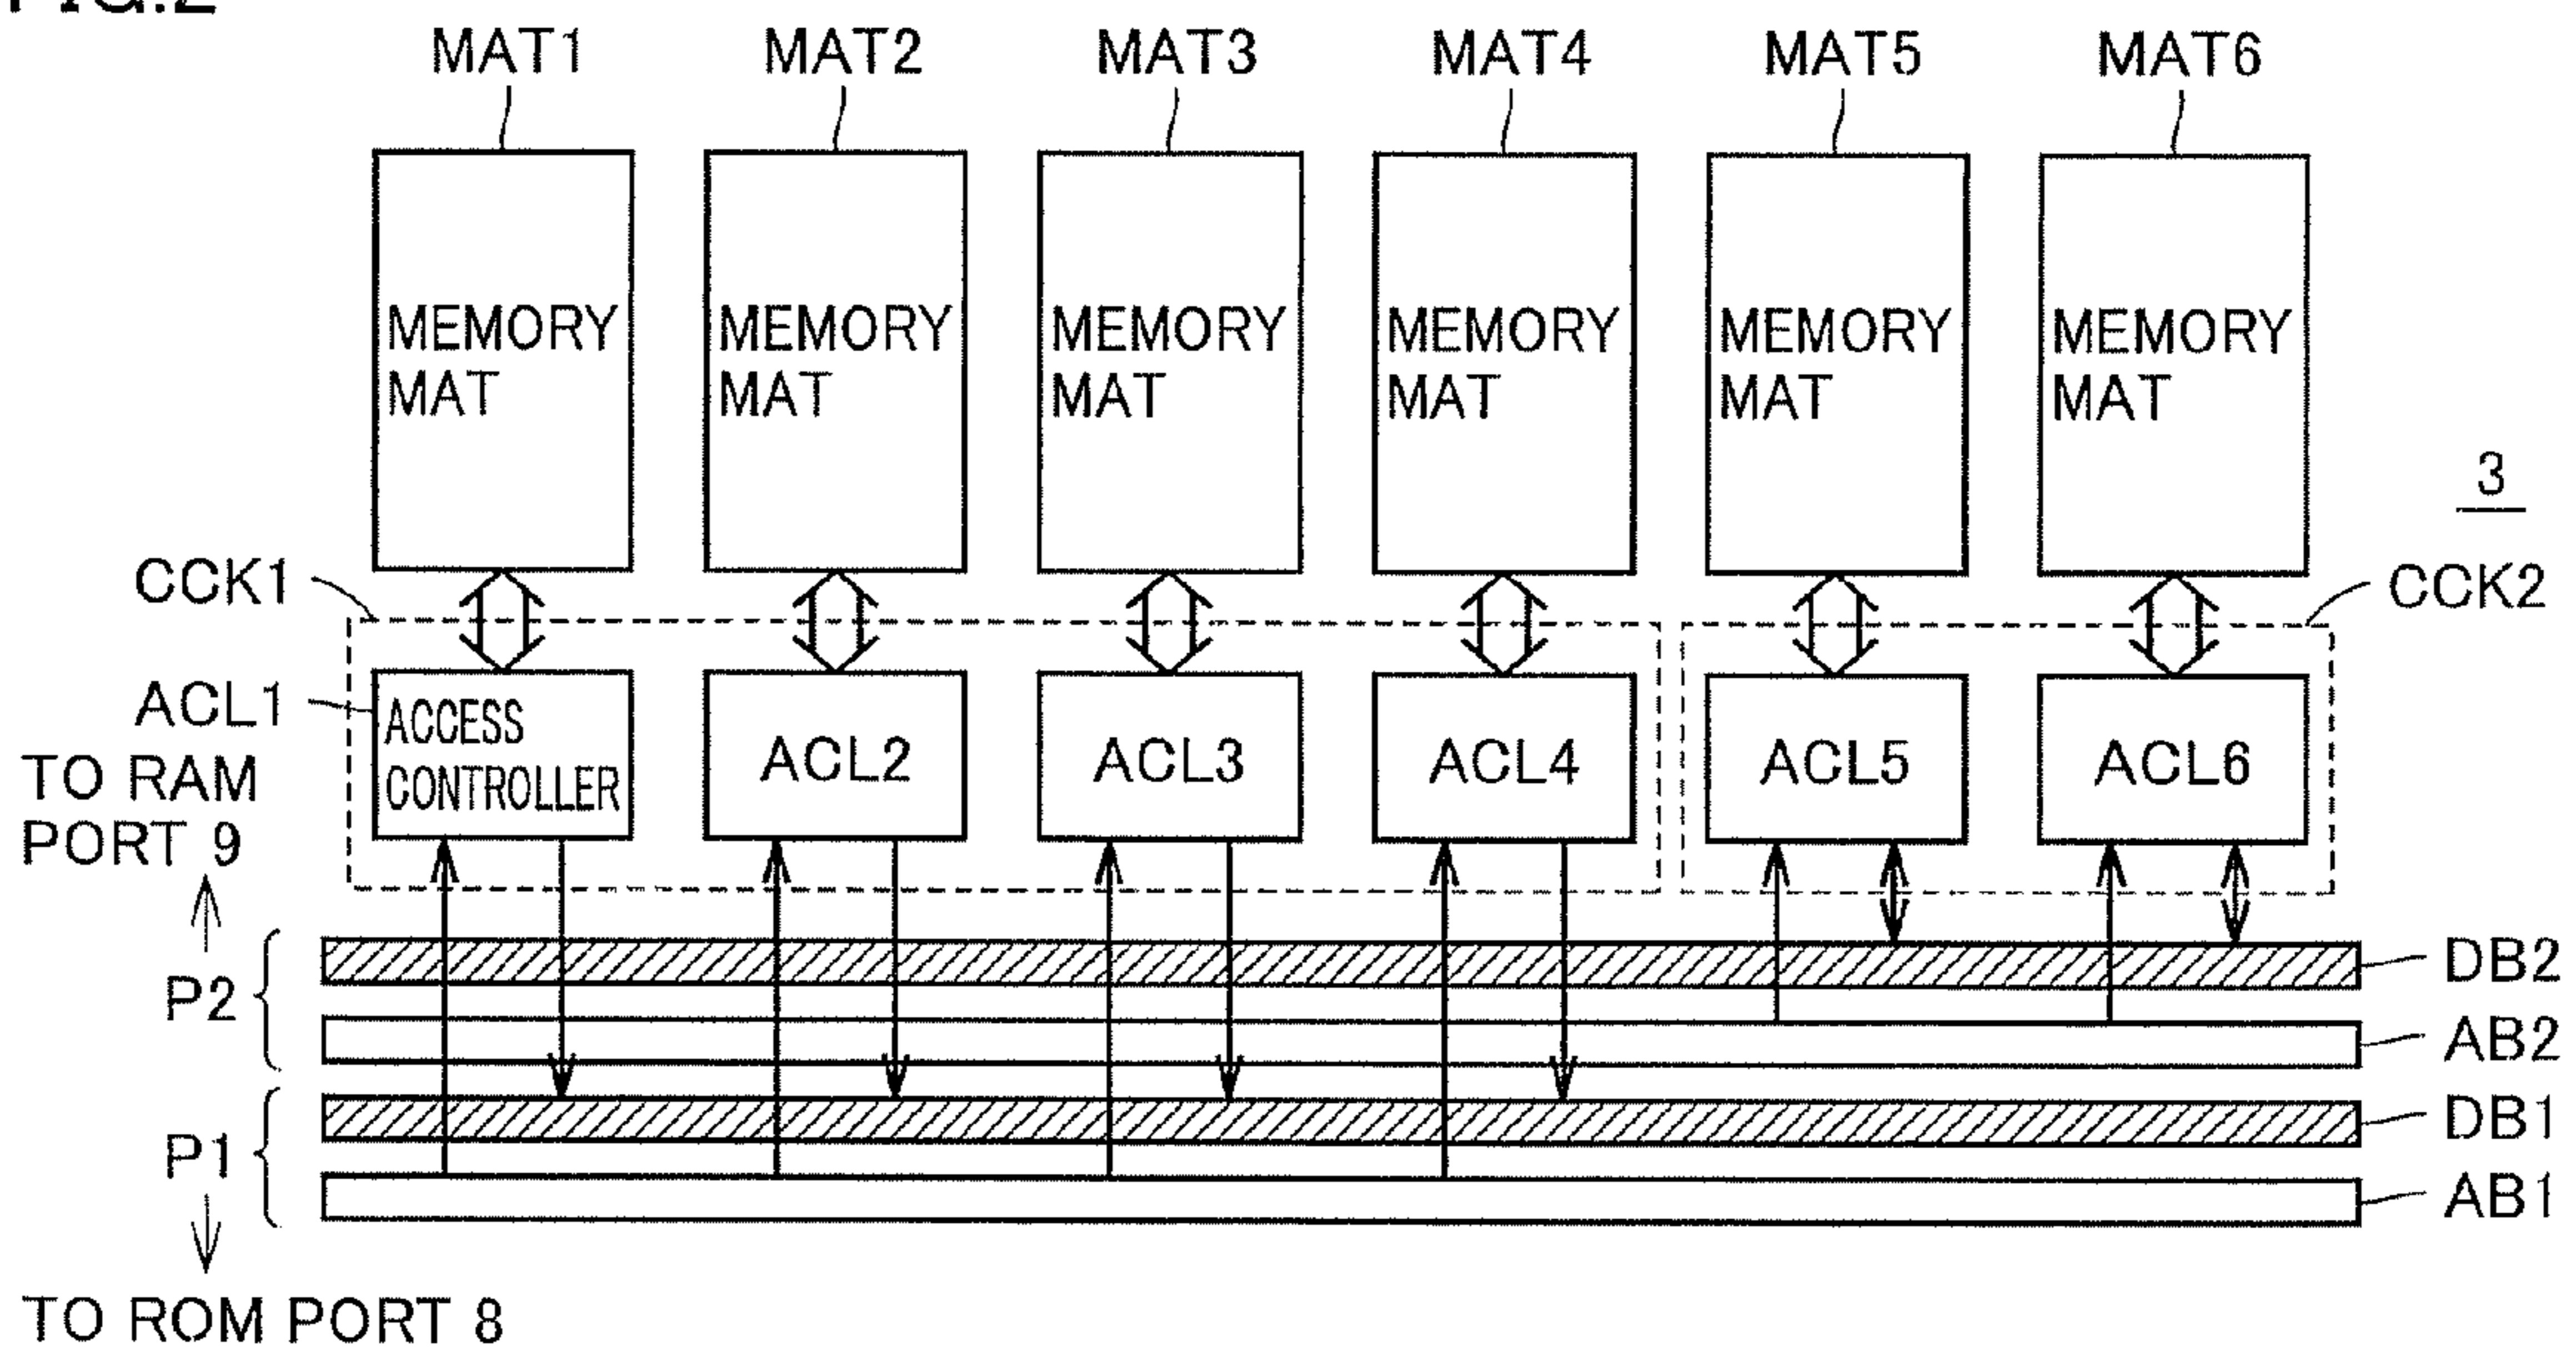 FIG.2
MAT1 MAT2 MAT3 MAT4 MAT5 MAT6
MEMORY MAT
MEMORY MAT
MEMORY MAT
MEMORY MAT
MEMORY MAT
MEMORY MAT
3
CCK1
CCK2
ACL1
ACCESS
CONTROLLER
ACL2 ACL3 ACL4 ACL5 ACL6
TO RAM
PORT 9
P2
DB2
AB2
P1
DB1
AB1
TO ROM PORT 8